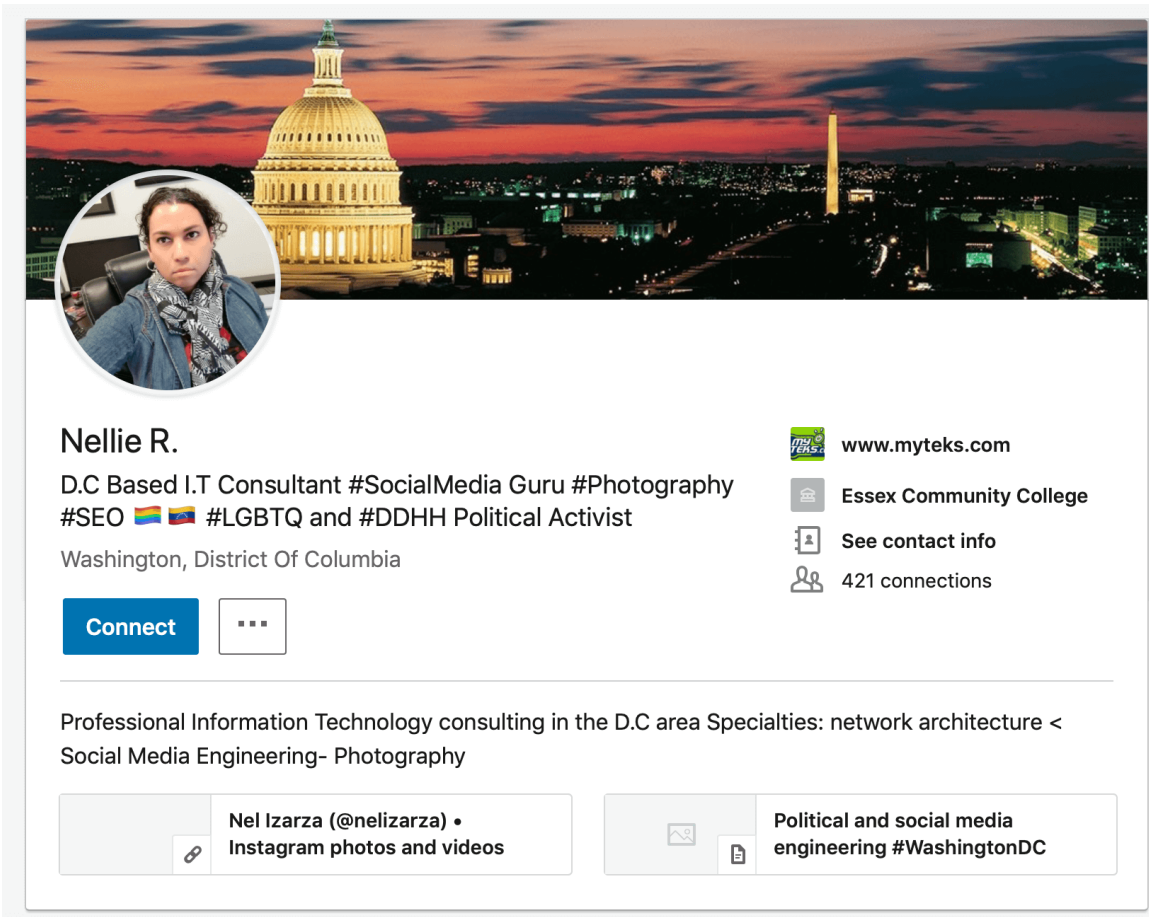 Nellie R.
D.C Based I.T Consultant #SocialMedia Guru #Photography
#SEO 🏳️‍🌈🇻🇪 #LGBTQ and #DDHH Political Activist
Washington, District Of Columbia
Connect
MY
TEKS.c
www.myteks.com
Essex Community College
See contact info
421 connections
Professional Information Technology consulting in the D.C area Specialties: network architecture <
Social Media Engineering- Photography
Nel Izarza (@nelizarza) •
Instagram photos and videos
Political and social media
engineering #WashingtonDC